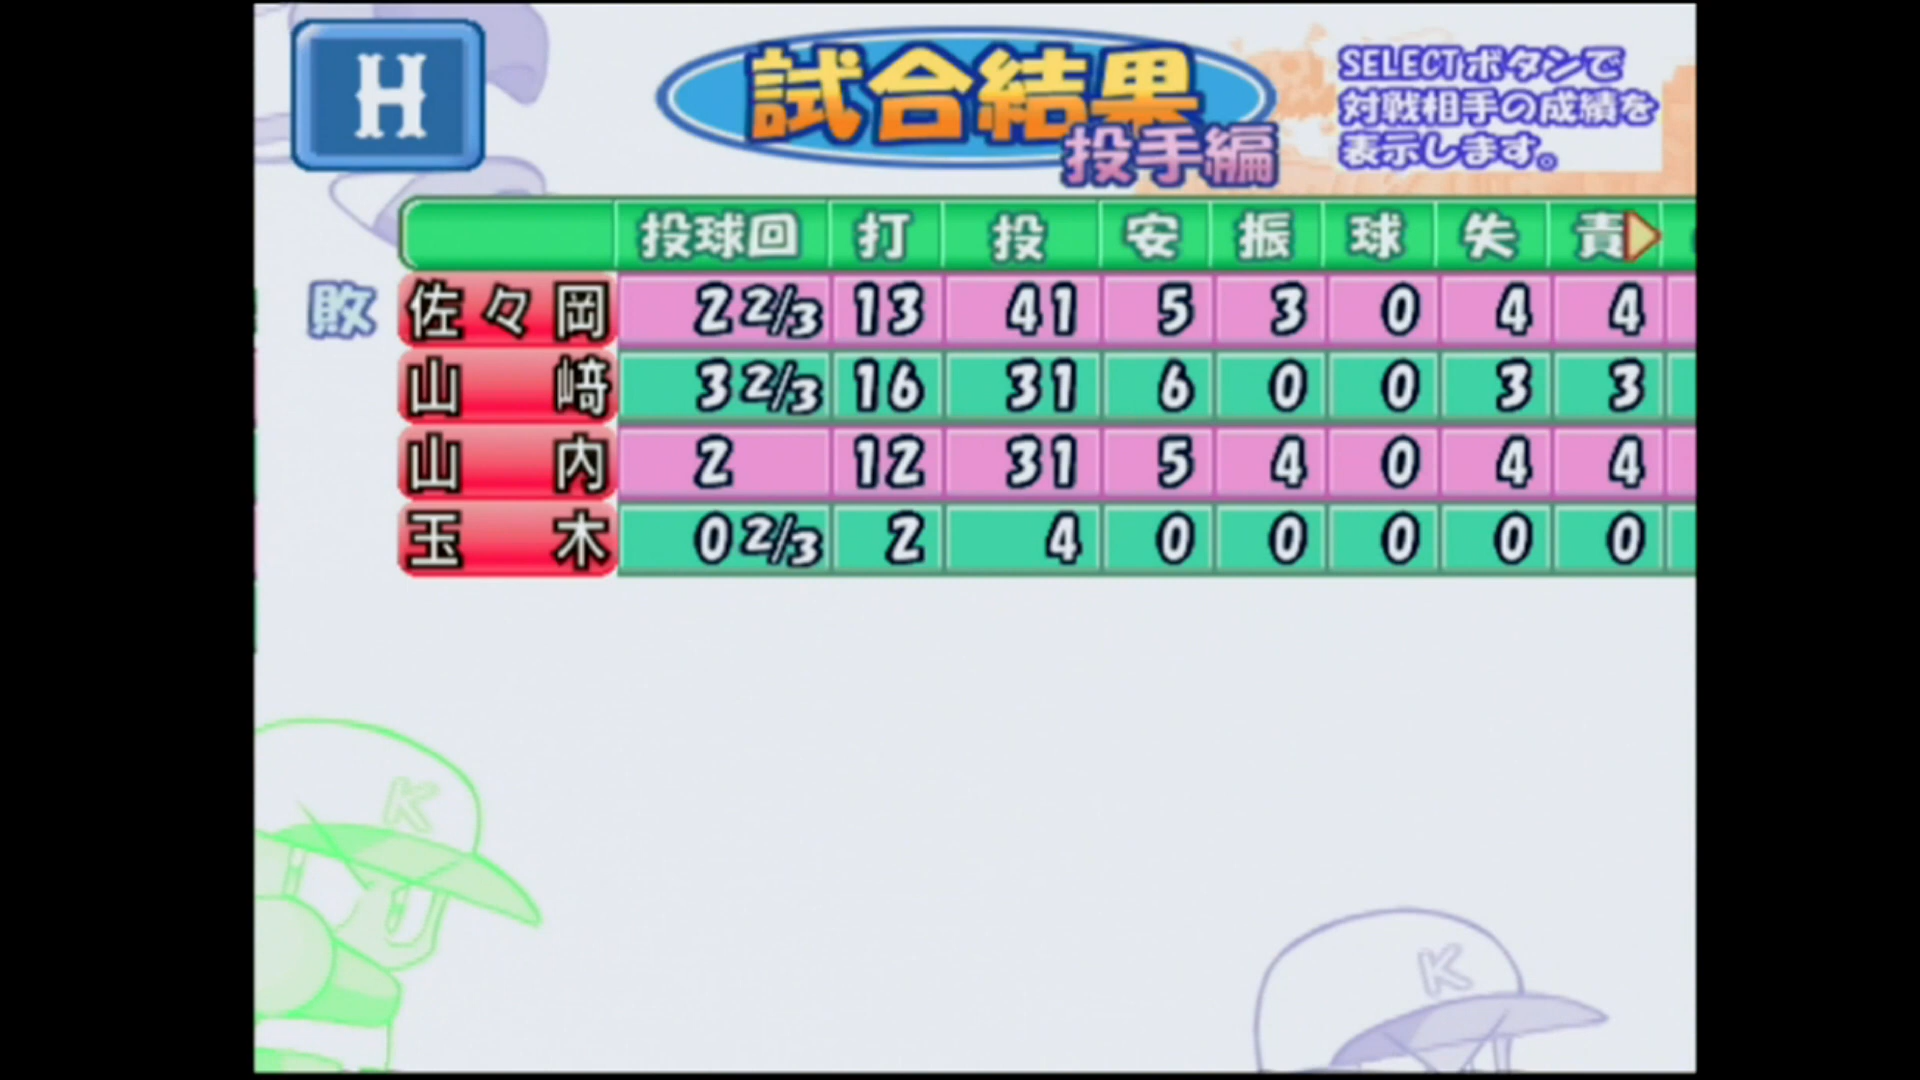 H
試合結果
投手編
SELECTボタンで
対戦相手の成績を
表示します。
投球回 打 投 安 振 球 失 責
敗 佐々岡 2 2/3 13 41 5 3 0 4 4
山﨑 3 2/3 16 31 6 0 0 3 3
山内 2 12 31 5 4 0 4 4
玉木 0 2/3 2 4 0 0 0 0 0
K
K